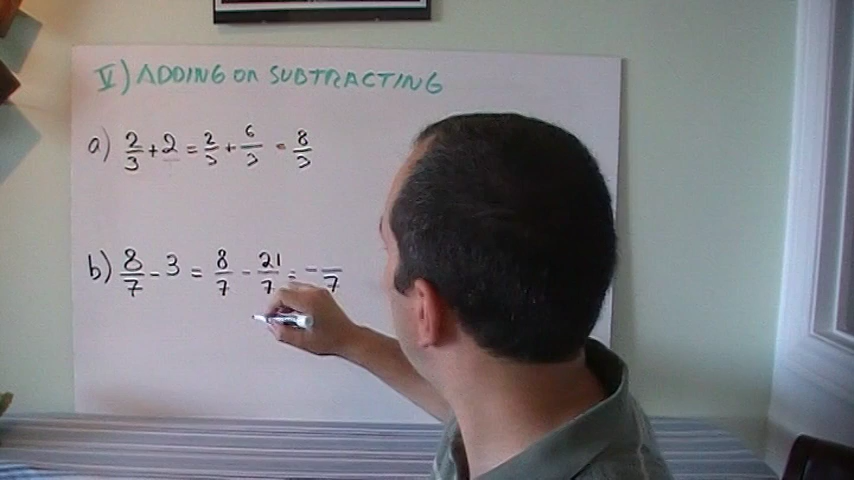 V) ADDING OR SUBTRACTING
a) 2/3 + 2 = 2/3 + 6/3 = 8/3
b) 8/7 - 3 = 8/7 - 21/7 = - /7